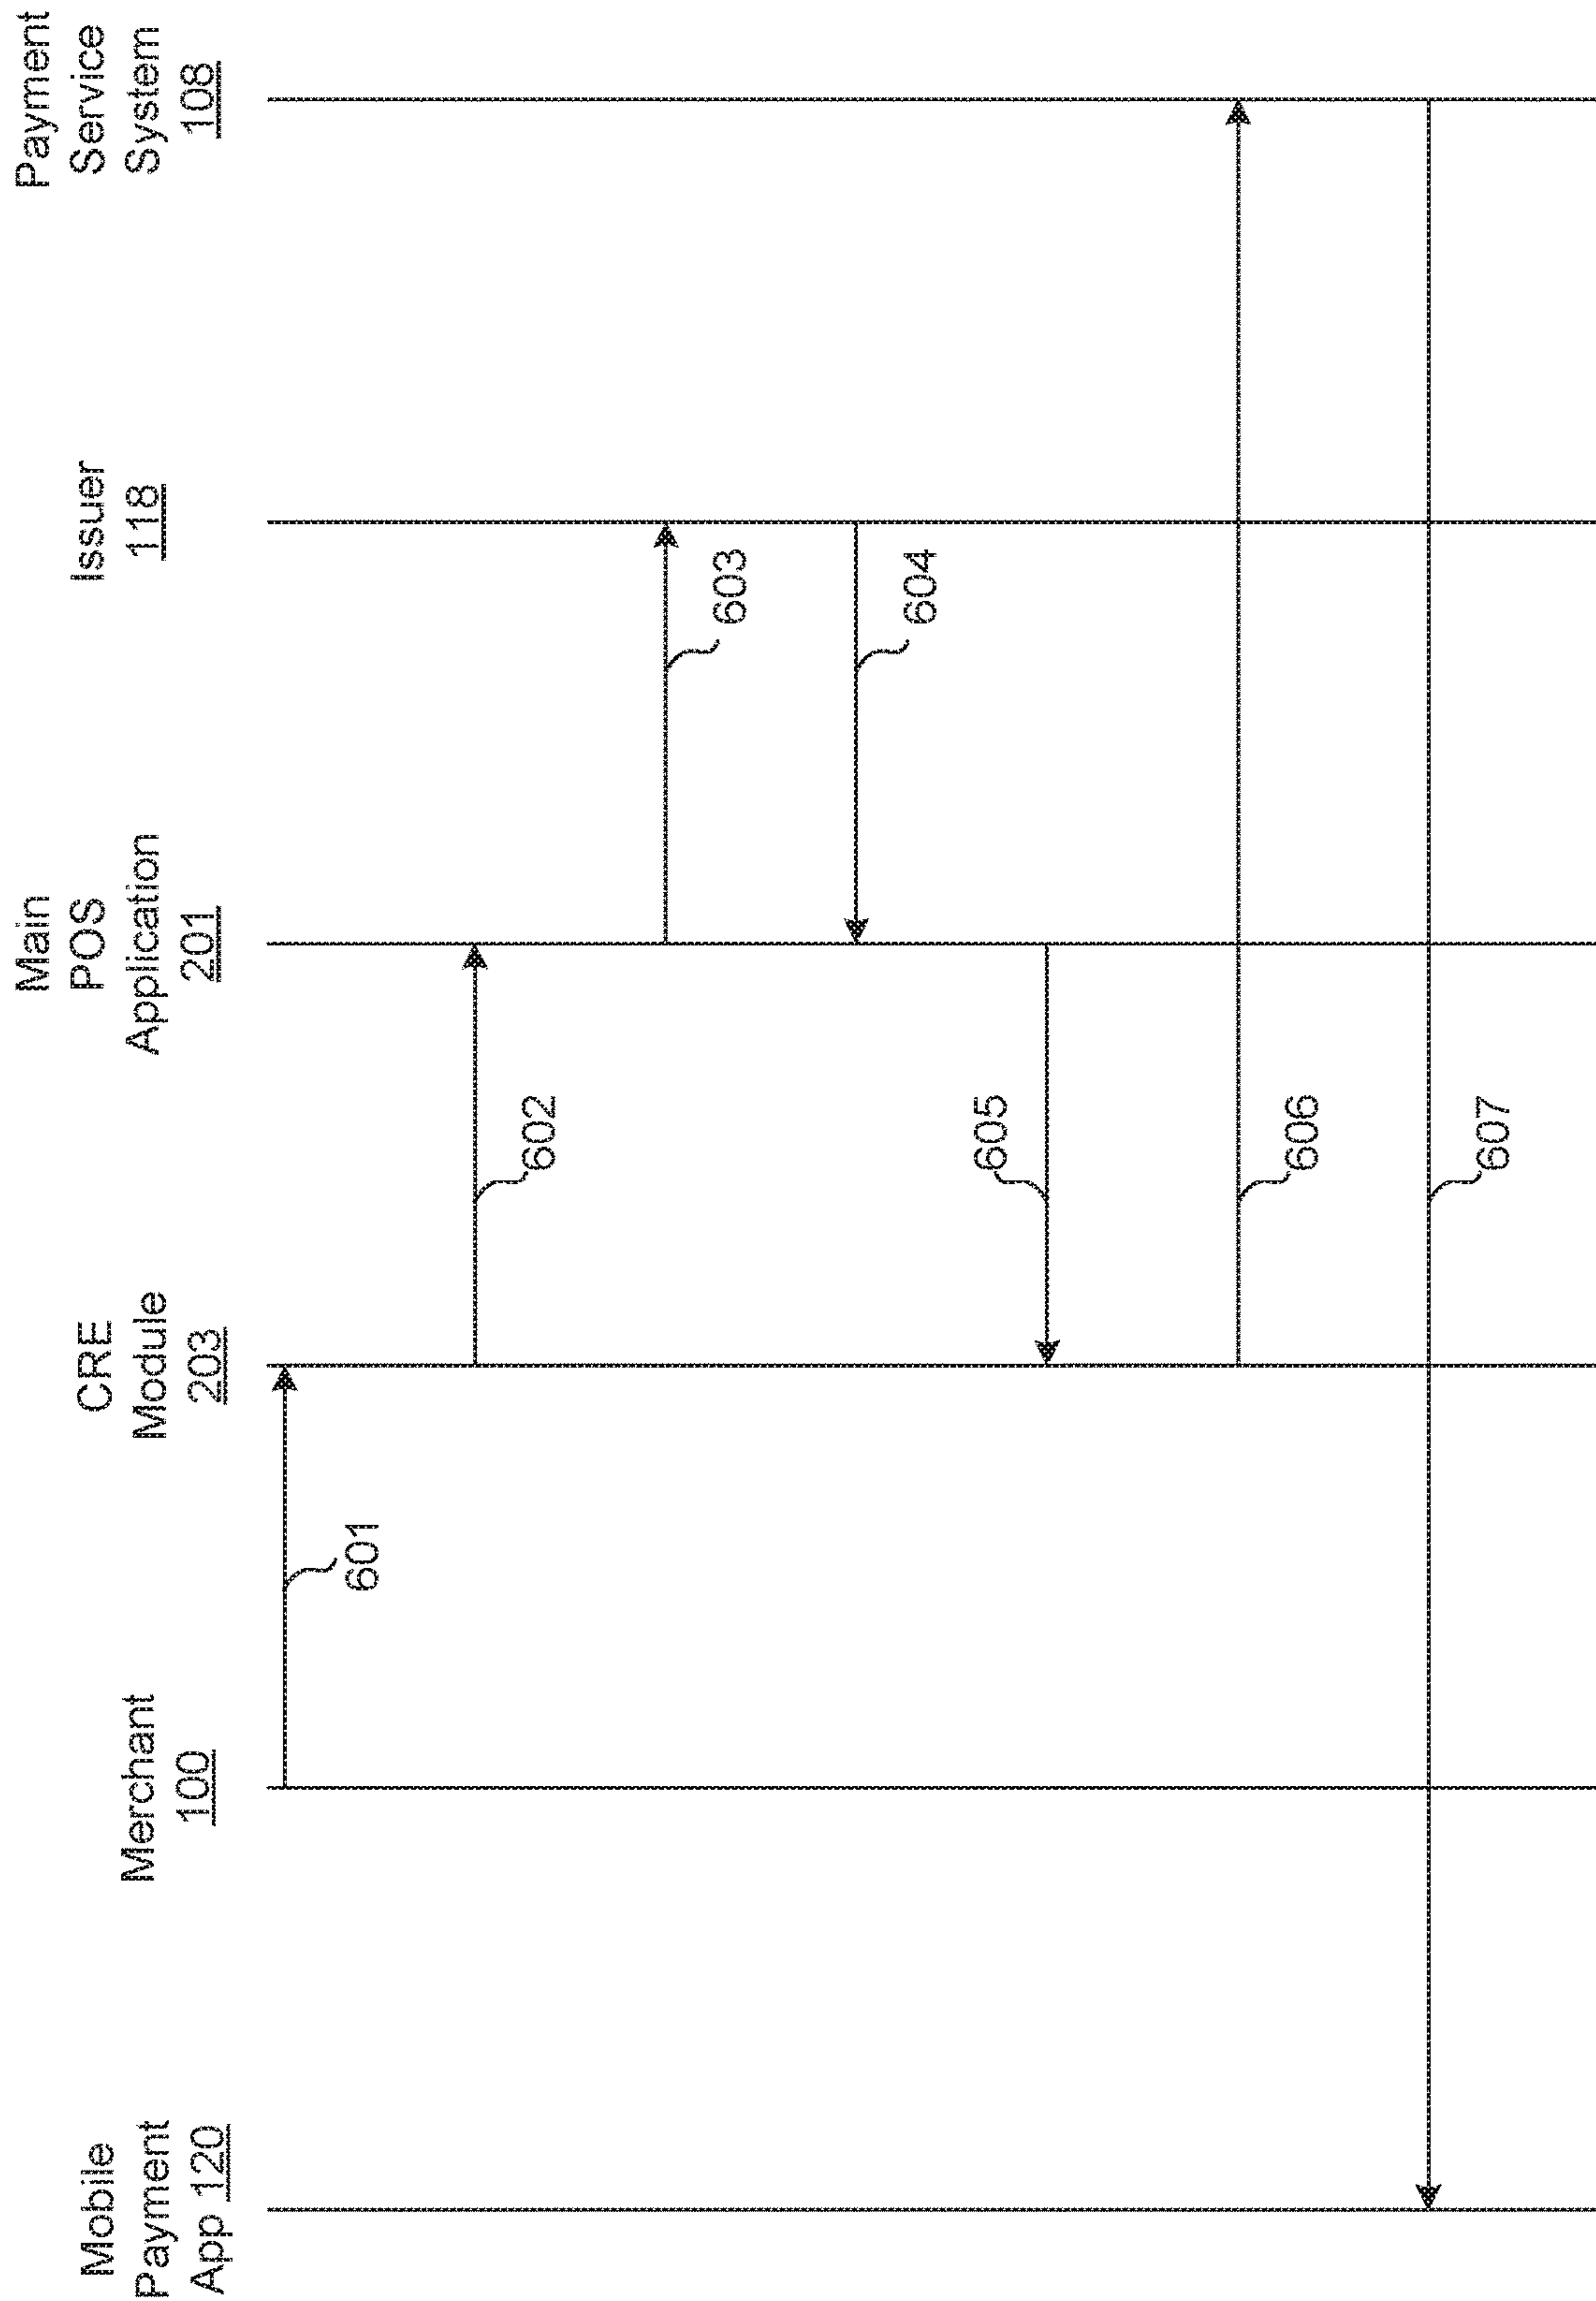 Mobile
Payment
App 120
Merchant
100
CRE
Module
203
Main
POS
Application
201
Issuer
118
Payment
Service
System
108
601
602
603
604
605
606
607